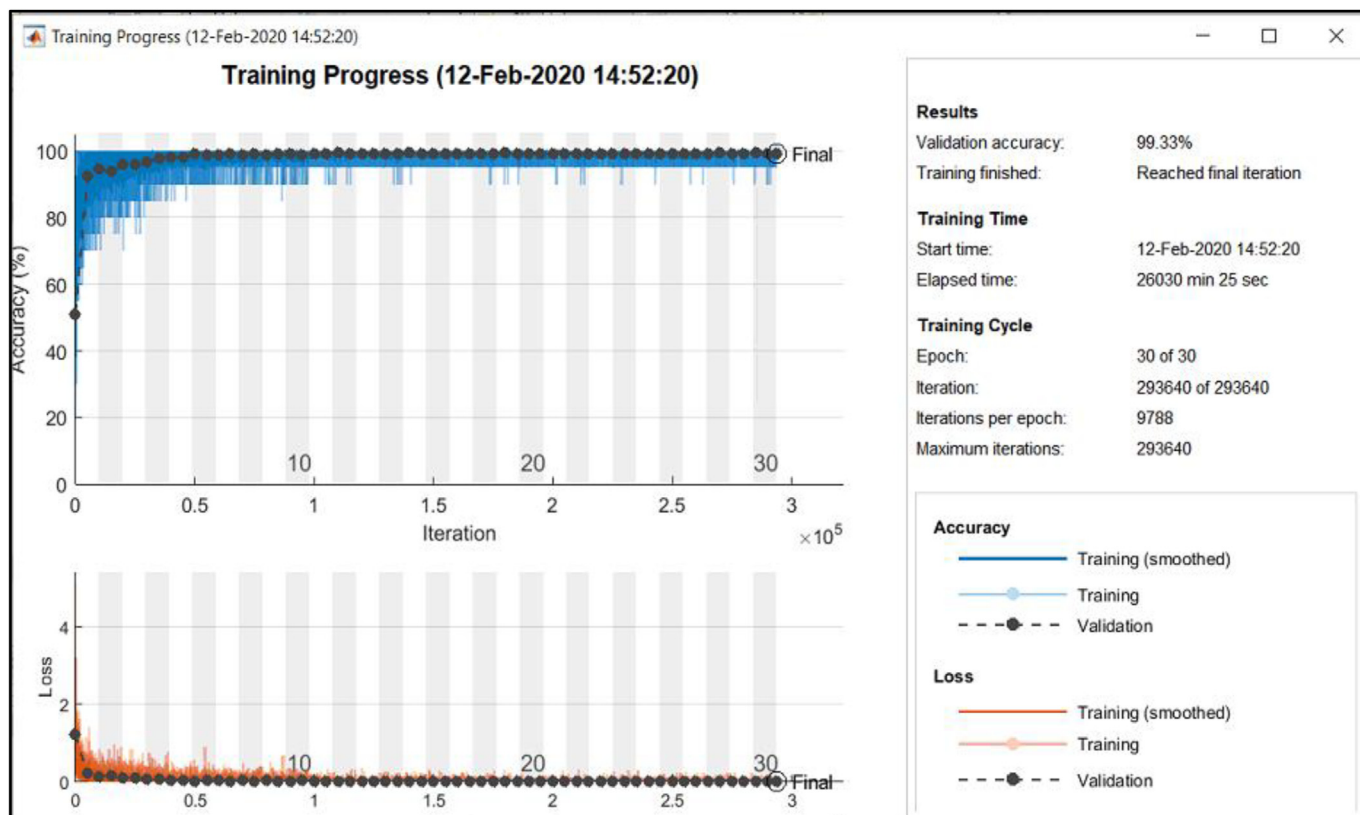 Training Progress (12-Feb-2020 14:52:20)
Training Progress (12-Feb-2020 14:52:20)
Accuracy (%)
100
80
60
40
20
0
Final
10 20 30
0 0.5 1 1.5 2 2.5 3
Iteration
×10⁵
Loss
4
2
0
10 20 30
Final
0 0.5 1 1.5 2 2.5 3
Results
Validation accuracy: 99.33%
Training finished: Reached final iteration
Training Time
Start time: 12-Feb-2020 14:52:20
Elapsed time: 26030 min 25 sec
Training Cycle
Epoch: 30 of 30
Iteration: 293640 of 293640
Iterations per epoch: 9788
Maximum iterations: 293640
Accuracy
Training (smoothed)
Training
Validation
Loss
Training (smoothed)
Training
Validation